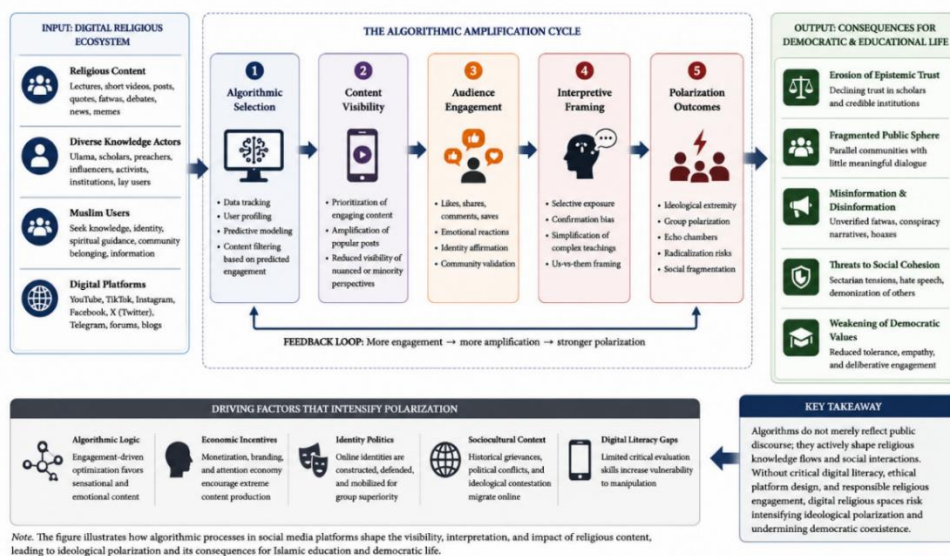 INPUT: DIGITAL RELIGIOUS
ECOSYSTEM
Religious Content
Lectures, short videos, posts,
quotes, fatwas, debates,
news, memes
Diverse Knowledge Actors
Ulama, scholars, preachers,
influencers, activists,
institutions, lay users
Muslim Users
Seek knowledge, identity,
spiritual guidance, community
belonging, information
Digital Platforms
YouTube, TikTok, Instagram,
Facebook, X (Twitter),
Telegram, forums, blogs
THE ALGORITHMIC AMPLIFICATION CYCLE
1
Algorithmic
Selection
• Data tracking
• User profiling
• Predictive modeling
• Content filtering
based on predicted
engagement
2
Content
Visibility
• Prioritization of
engaging content
• Amplification of
popular posts
• Reduced visibility of
nuanced or minority
perspectives
3
Audience
Engagement
• Likes, shares,
comments, saves
• Emotional reactions
• Identity affirmation
• Community validation
4
Interpretive
Framing
• Selective exposure
• Confirmation bias
• Simplification of
complex teachings
• Us-vs-them framing
5
Polarization
Outcomes
• Ideological extremity
• Group polarization
• Echo chambers
• Radicalization risks
• Social fragmentation
FEEDBACK LOOP: More engagement → more amplification → stronger polarization
OUTPUT: CONSEQUENCES FOR
DEMOCRATIC & EDUCATIONAL LIFE
Erosion of Epistemic Trust
Declining trust in scholars
and credible institutions
Fragmented Public Sphere
Parallel communities with
little meaningful dialogue
Misinformation &
Disinformation
Unverified fatwas, conspiracy
narratives, hoaxes
Threats to Social Cohesion
Sectarian tensions, hate speech,
demonization of others
Weakening of Democratic
Values
Reduced tolerance, empathy,
and deliberative engagement
DRIVING FACTORS THAT INTENSIFY POLARIZATION
Algorithmic Logic
Engagement-driven
optimization favors
sensational and
emotional content
Economic Incentives
Monetization, branding,
and attention economy
encourage extreme
content production
Identity Politics
Online identities are
constructed, defended,
and mobilized for
group superiority
Sociocultural Context
Historical grievances,
political conflicts, and
ideological contestation
migrate online
Digital Literacy Gaps
Limited critical evaluation
skills increase vulnerability
to manipulation
KEY TAKEAWAY
Algorithms do not merely reflect public
discourse; they actively shape religious
knowledge flows and social interactions.
Without critical digital literacy, ethical
platform design, and responsible religious
engagement, digital religious spaces risk
intensifying ideological polarization and
undermining democratic coexistence.
Note. The figure illustrates how algorithmic processes in social media platforms shape the visibility, interpretation, and impact of religious content,
leading to ideological polarization and its consequences for Islamic education and democratic life.